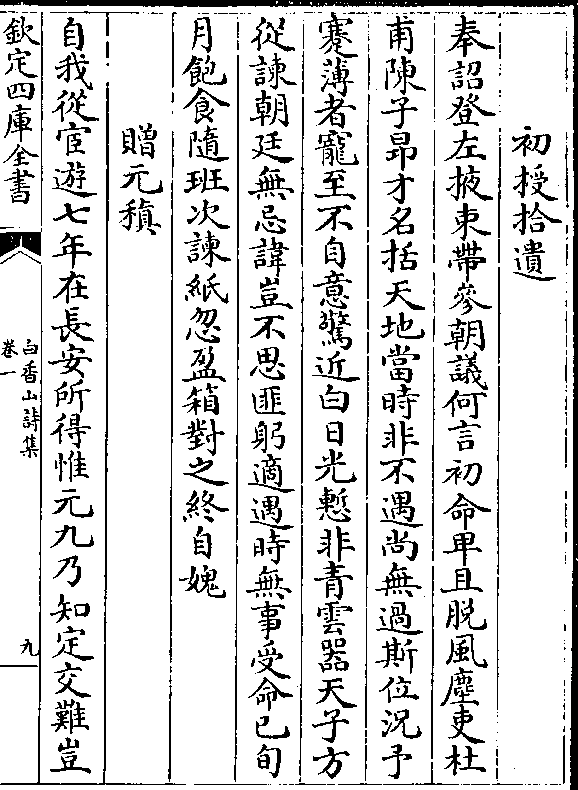 初授拾遺
奉詔登左掖束帶參朝議何言初命卑且脱風塵吏杜
甫陳子昻才名括天地當時非不遇尚無過斯位況予
蹇薄者寵至不自意驚近白日光慙非青雲器天子方
從諫朝廷無忌諱豈不思匪躬適遇時無事受命已旬
月飽食隨班次諫紙忽盈箱對之終自媿
贈元稹
自我從宦遊七年在長安所得惟元九乃知定交難豈
欽定四庫全書
白香山詩集
卷一
九